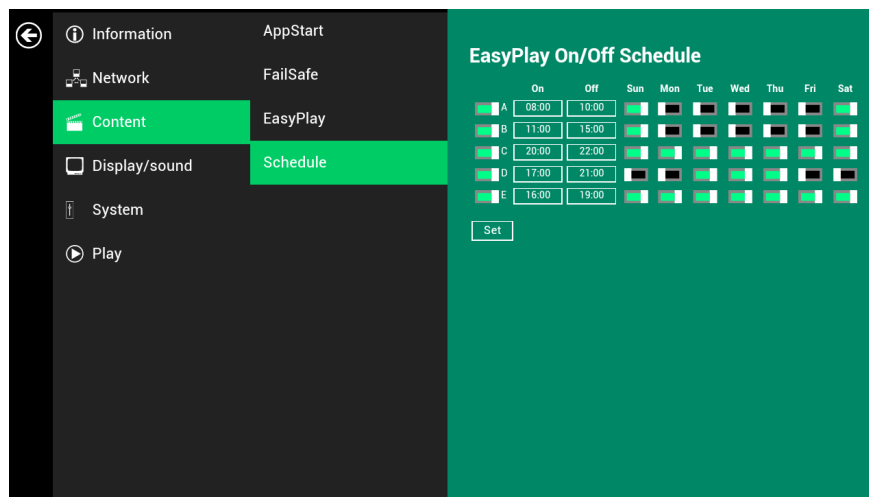 Information
Network
Content
Display/sound
System
Play
AppStart
FailSafe
EasyPlay
Schedule
EasyPlay On/Off Schedule
On Off Sun Mon Tue Wed Thu Fri Sat
A 08:00 10:00
B 11:00 15:00
C 20:00 22:00
D 17:00 21:00
E 16:00 19:00
Set